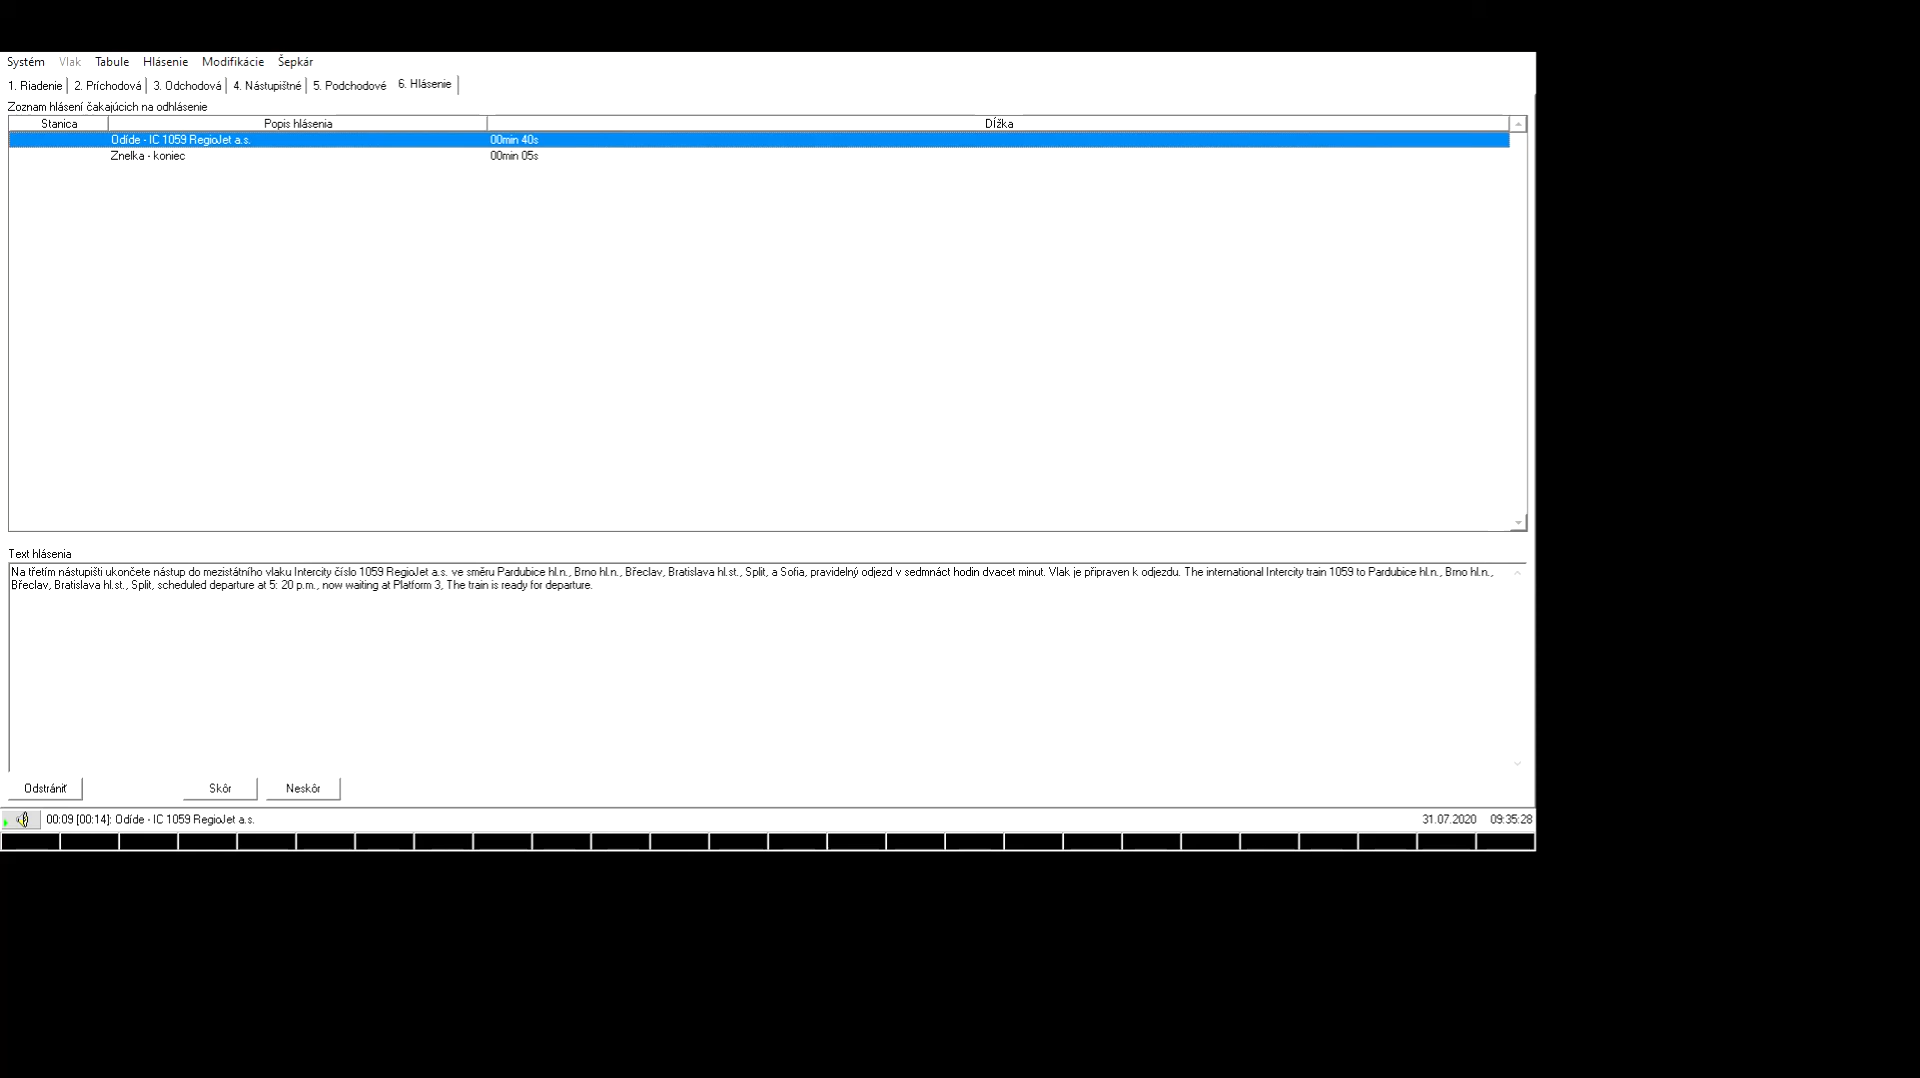 Systém Vlak Tabule Hlásenie Modifikácie Šepkár
1. Riadenie 2. Príchodová 3. Odchodová 4. Nástupištné 5. Podchodové 6. Hlásenie
Zoznam hlásení čakajúcich na odhlásenie
Stanica Popis hlásenia Dĺžka
Odíde - IC 1059 RegioJet a.s. 00min 40s
Znelka - koniec 00min 05s
Text hlásenia
Na třetím nástupišti ukončete nástup do mezistátního vlaku Intercity číslo 1059 RegioJet a.s. ve směru Pardubice hl.n., Brno hl.n., Břeclav, Bratislava hl.st., Split, a Sofia, pravidelný odjezd v sedmnáct hodin dvacet minut. Vlak je připraven k odjezdu. The international Intercity train 1059 to Pardubice hl.n., Brno hl.n.,
Břeclav, Bratislava hl.st., Split, scheduled departure at 5: 20 p.m., now waiting at Platform 3, The train is ready for departure.
Odstrániť Skôr Neskôr
00:09 [00:14]: Odíde - IC 1059 RegioJet a.s. 31.07.2020 09:35:28